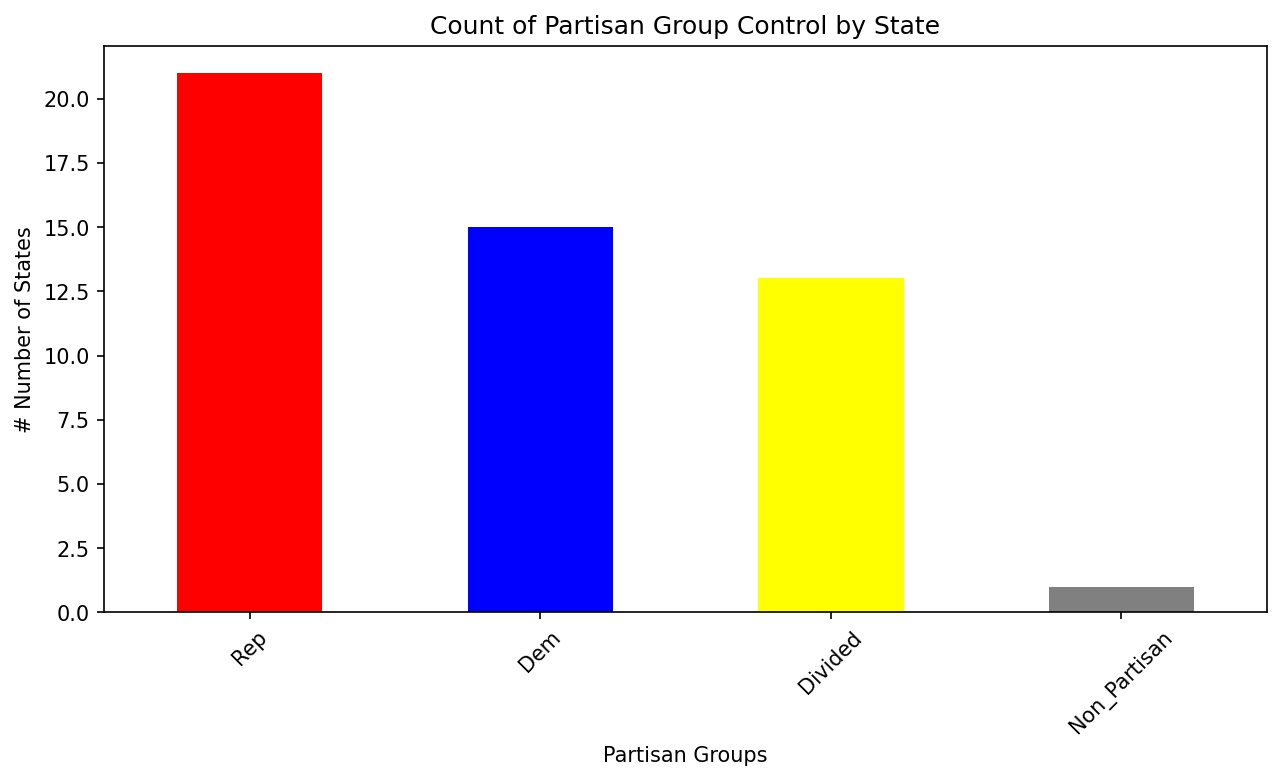 Count of Partisan Group Control by State
# Number of States
20.0
17.5
15.0
12.5
10.0
7.5
5.0
2.5
0.0
Rep
Dem
Divided
Non_Partisan
Partisan Groups